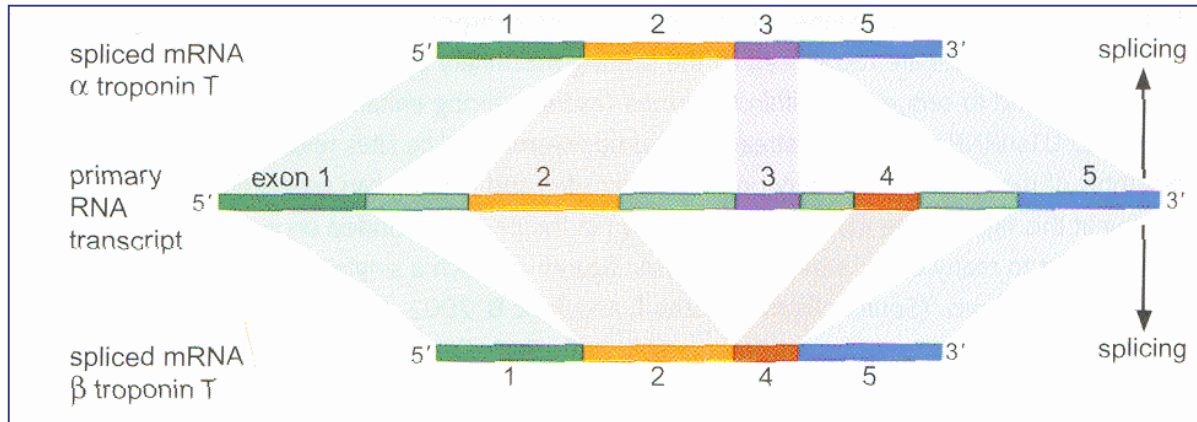 1 2 3 5
spliced mRNA 5′ 3′ splicing
α troponin T
primary exon 1 2 3 4 5
RNA 5′ 3′
transcript
spliced mRNA 5′ 3′ splicing
β troponin T 1 2 4 5